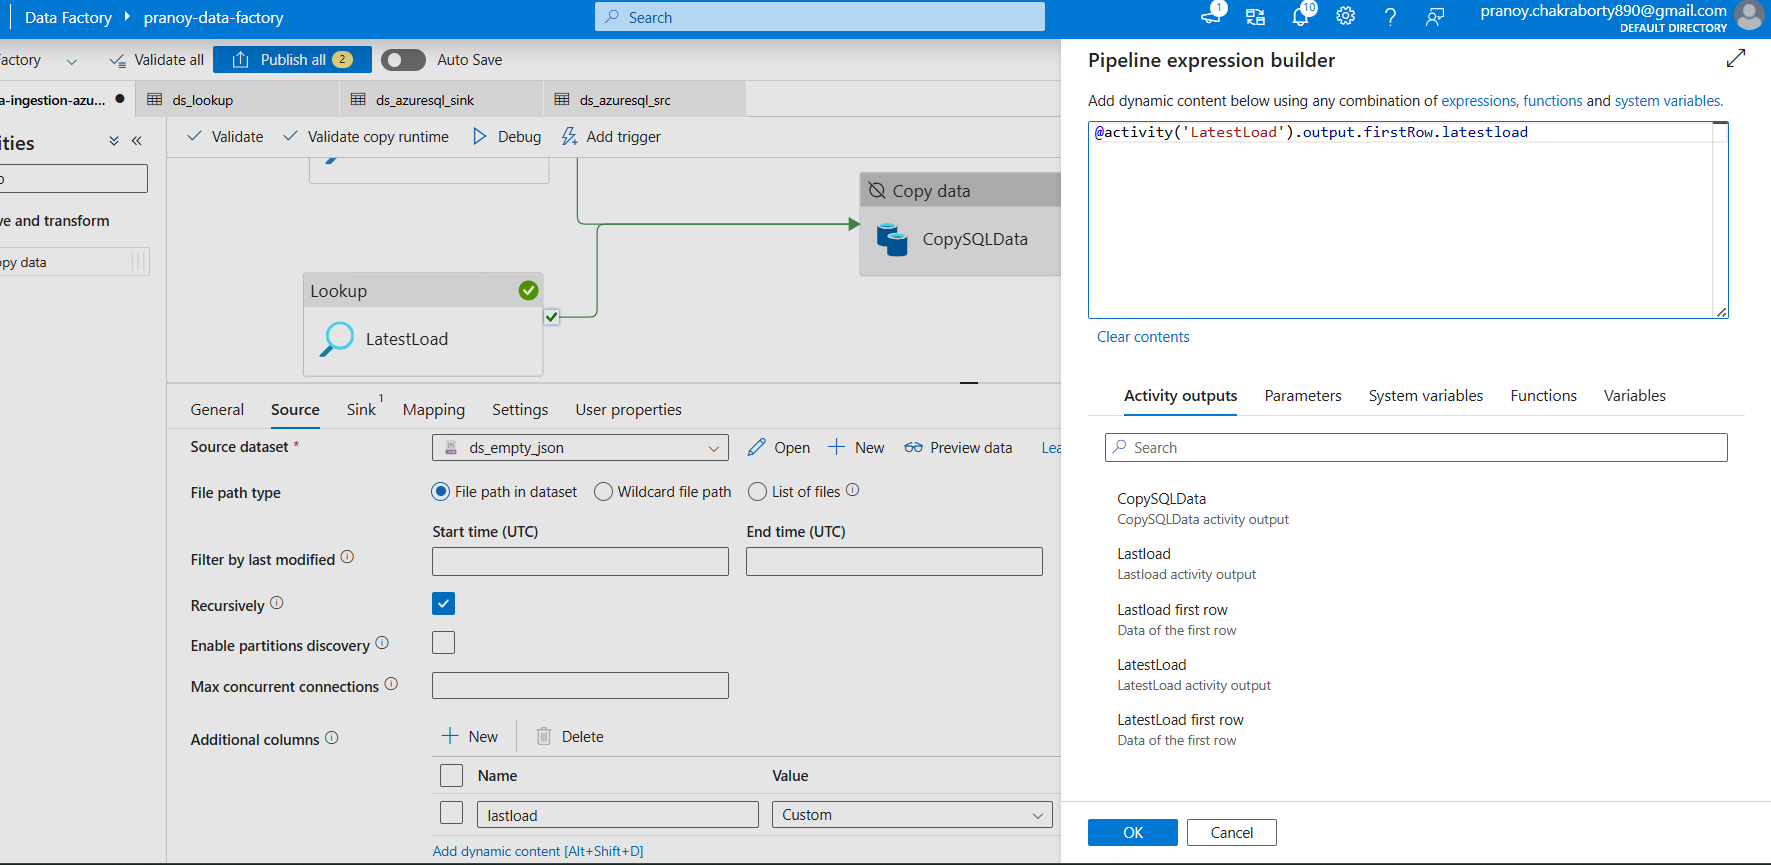 Data Factory pranoy-data-factory
Search
1
10
pranoy.chakraborty890@gmail.com
DEFAULT DIRECTORY
actory
Validate all
Publish all 2
Auto Save
a-ingestion-azu...
ds_lookup
ds_azuresql_sink
ds_azuresql_src
ities
Validate
Validate copy runtime
Debug
Add trigger
ve and transform
opy data
Copy data
CopySQLData
Lookup
LatestLoad
General
Source
Sink 1
Mapping
Settings
User properties
Source dataset *
ds_empty_json
Open
New
Preview data
Lea
File path type
File path in dataset
Wildcard file path
List of files
Start time (UTC)
End time (UTC)
Filter by last modified
Recursively
Enable partitions discovery
Max concurrent connections
Additional columns
New
Delete
Name
Value
lastload
Custom
Add dynamic content [Alt+Shift+D]
Pipeline expression builder
Add dynamic content below using any combination of expressions, functions and system variables.
@activity('LatestLoad').output.firstRow.latestload
Clear contents
Activity outputs
Parameters
System variables
Functions
Variables
Search
CopySQLData
CopySQLData activity output
Lastload
Lastload activity output
Lastload first row
Data of the first row
LatestLoad
LatestLoad activity output
LatestLoad first row
Data of the first row
OK
Cancel